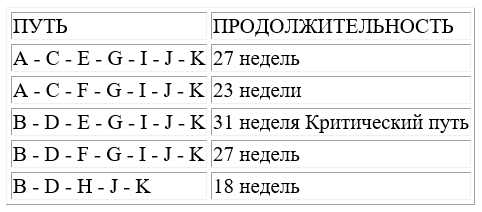 ПУТЬ ПРОДОЛЖИТЕЛЬНОСТЬ
A - C - E - G - I - J - K 27 недель
A - C - F - G - I - J - K 23 недели
B - D - E - G - I - J - K 31 неделя Критический путь
B - D - F - G - I - J - K 27 недель
B - D - H - J - K 18 недель